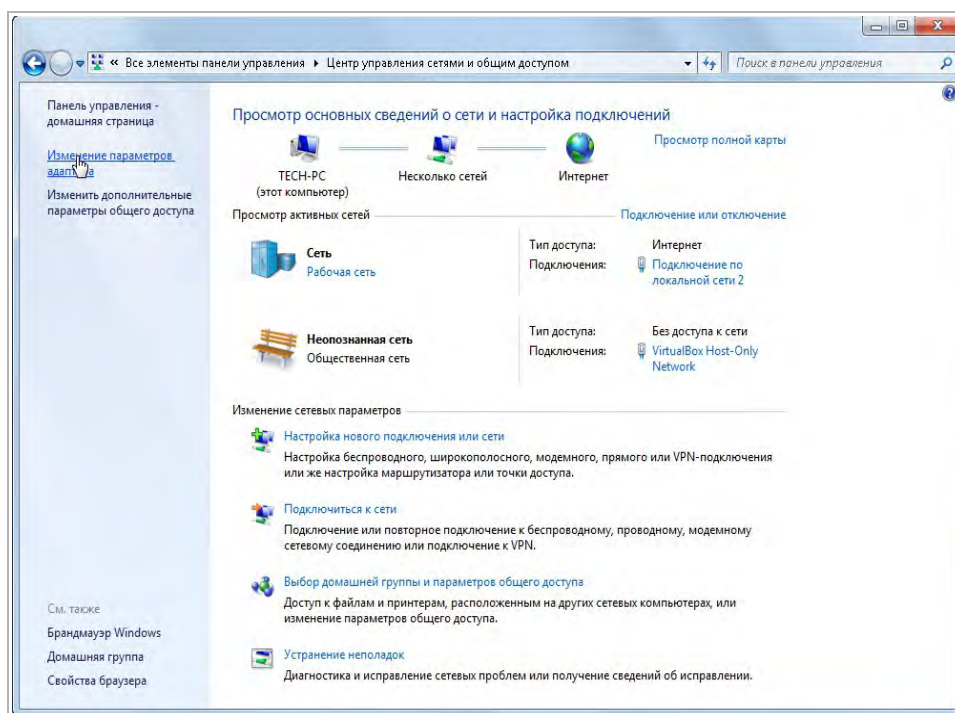 « Все элементы панели управления ▸ Центр управления сетями и общим доступом
Поиск в панели управления
Панель управления -
домашняя страница
Изменение параметров
адаптера
Изменить дополнительные
параметры общего доступа
См. также
Брандмауэр Windows
Домашняя группа
Свойства браузера
Просмотр основных сведений о сети и настройка подключений
Просмотр полной карты
TECH-PC
(этот компьютер)
Несколько сетей
Интернет
Просмотр активных сетей
Подключение или отключение
Сеть
Рабочая сеть
Тип доступа: Интернет
Подключения: Подключение по
локальной сети 2
Неопознанная сеть
Общественная сеть
Тип доступа: Без доступа к сети
Подключения: VirtualBox Host-Only
Network
Изменение сетевых параметров
Настройка нового подключения или сети
Настройка беспроводного, широкополосного, модемного, прямого или VPN-подключения
или же настройка маршрутизатора или точки доступа.
Подключиться к сети
Подключение или повторное подключение к беспроводному, проводному, модемному
сетевому соединению или подключение к VPN.
Выбор домашней группы и параметров общего доступа
Доступ к файлам и принтерам, расположенным на других сетевых компьютерах, или
изменение параметров общего доступа.
Устранение неполадок
Диагностика и исправление сетевых проблем или получение сведений об исправлении.